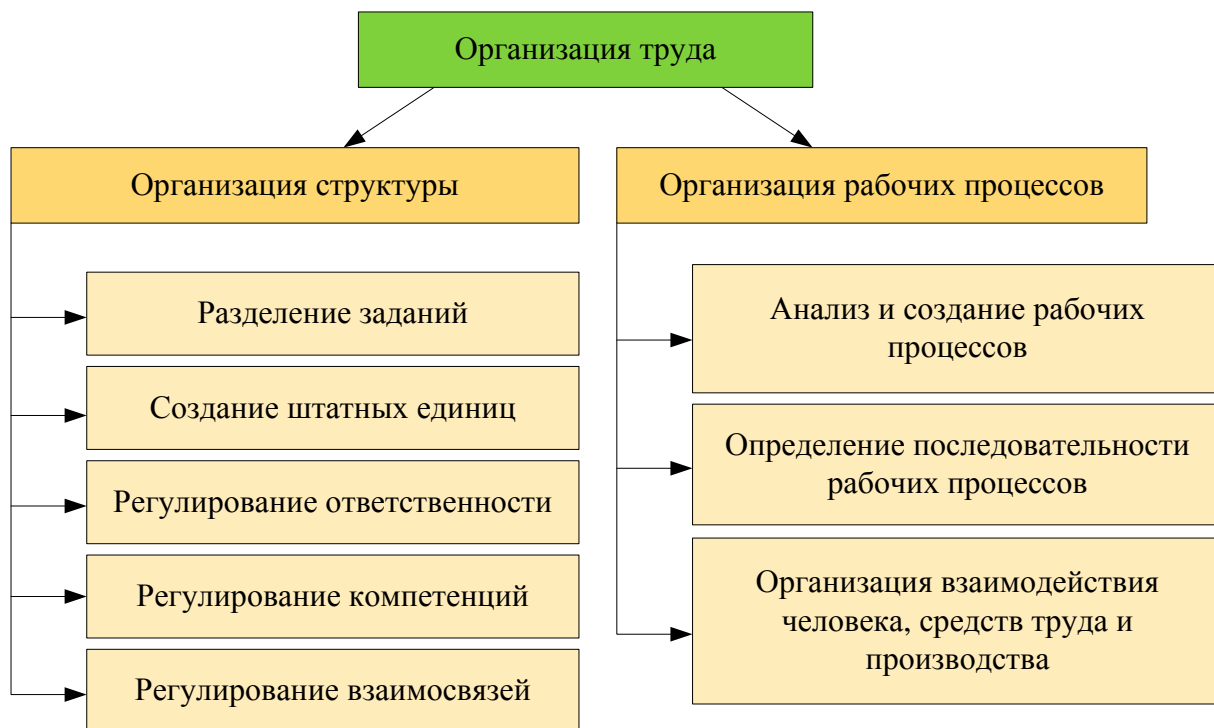 Организация труда
Организация структуры
Разделение заданий
Создание штатных единиц
Регулирование ответственности
Регулирование компетенций
Регулирование взаимосвязей
Организация рабочих процессов
Анализ и создание рабочих
процессов
Определение последовательности
рабочих процессов
Организация взаимодействия
человека, средств труда и
производства